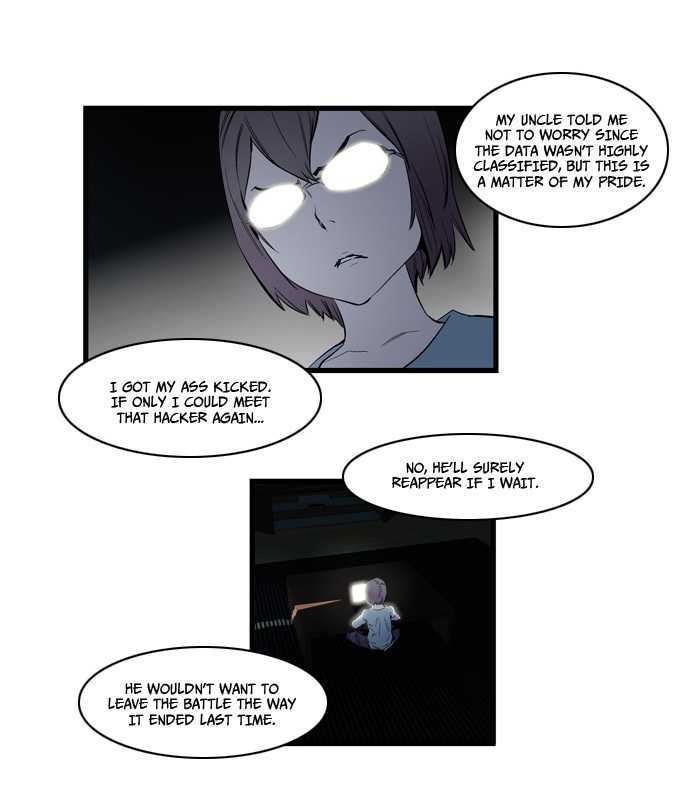 MY UNCLE TOLD ME
NOT TO WORRY SINCE
THE DATA WASN'T HIGHLY
CLASSIFIED, BUT THIS IS
A MATTER OF MY PRIDE.
I GOT MY ASS KICKED.
IF ONLY I COULD MEET
THAT HACKER AGAIN...
NO, HE'LL SURELY
REAPPEAR IF I WAIT.
HE WOULDN'T WANT TO
LEAVE THE BATTLE THE WAY
IT ENDED LAST TIME.